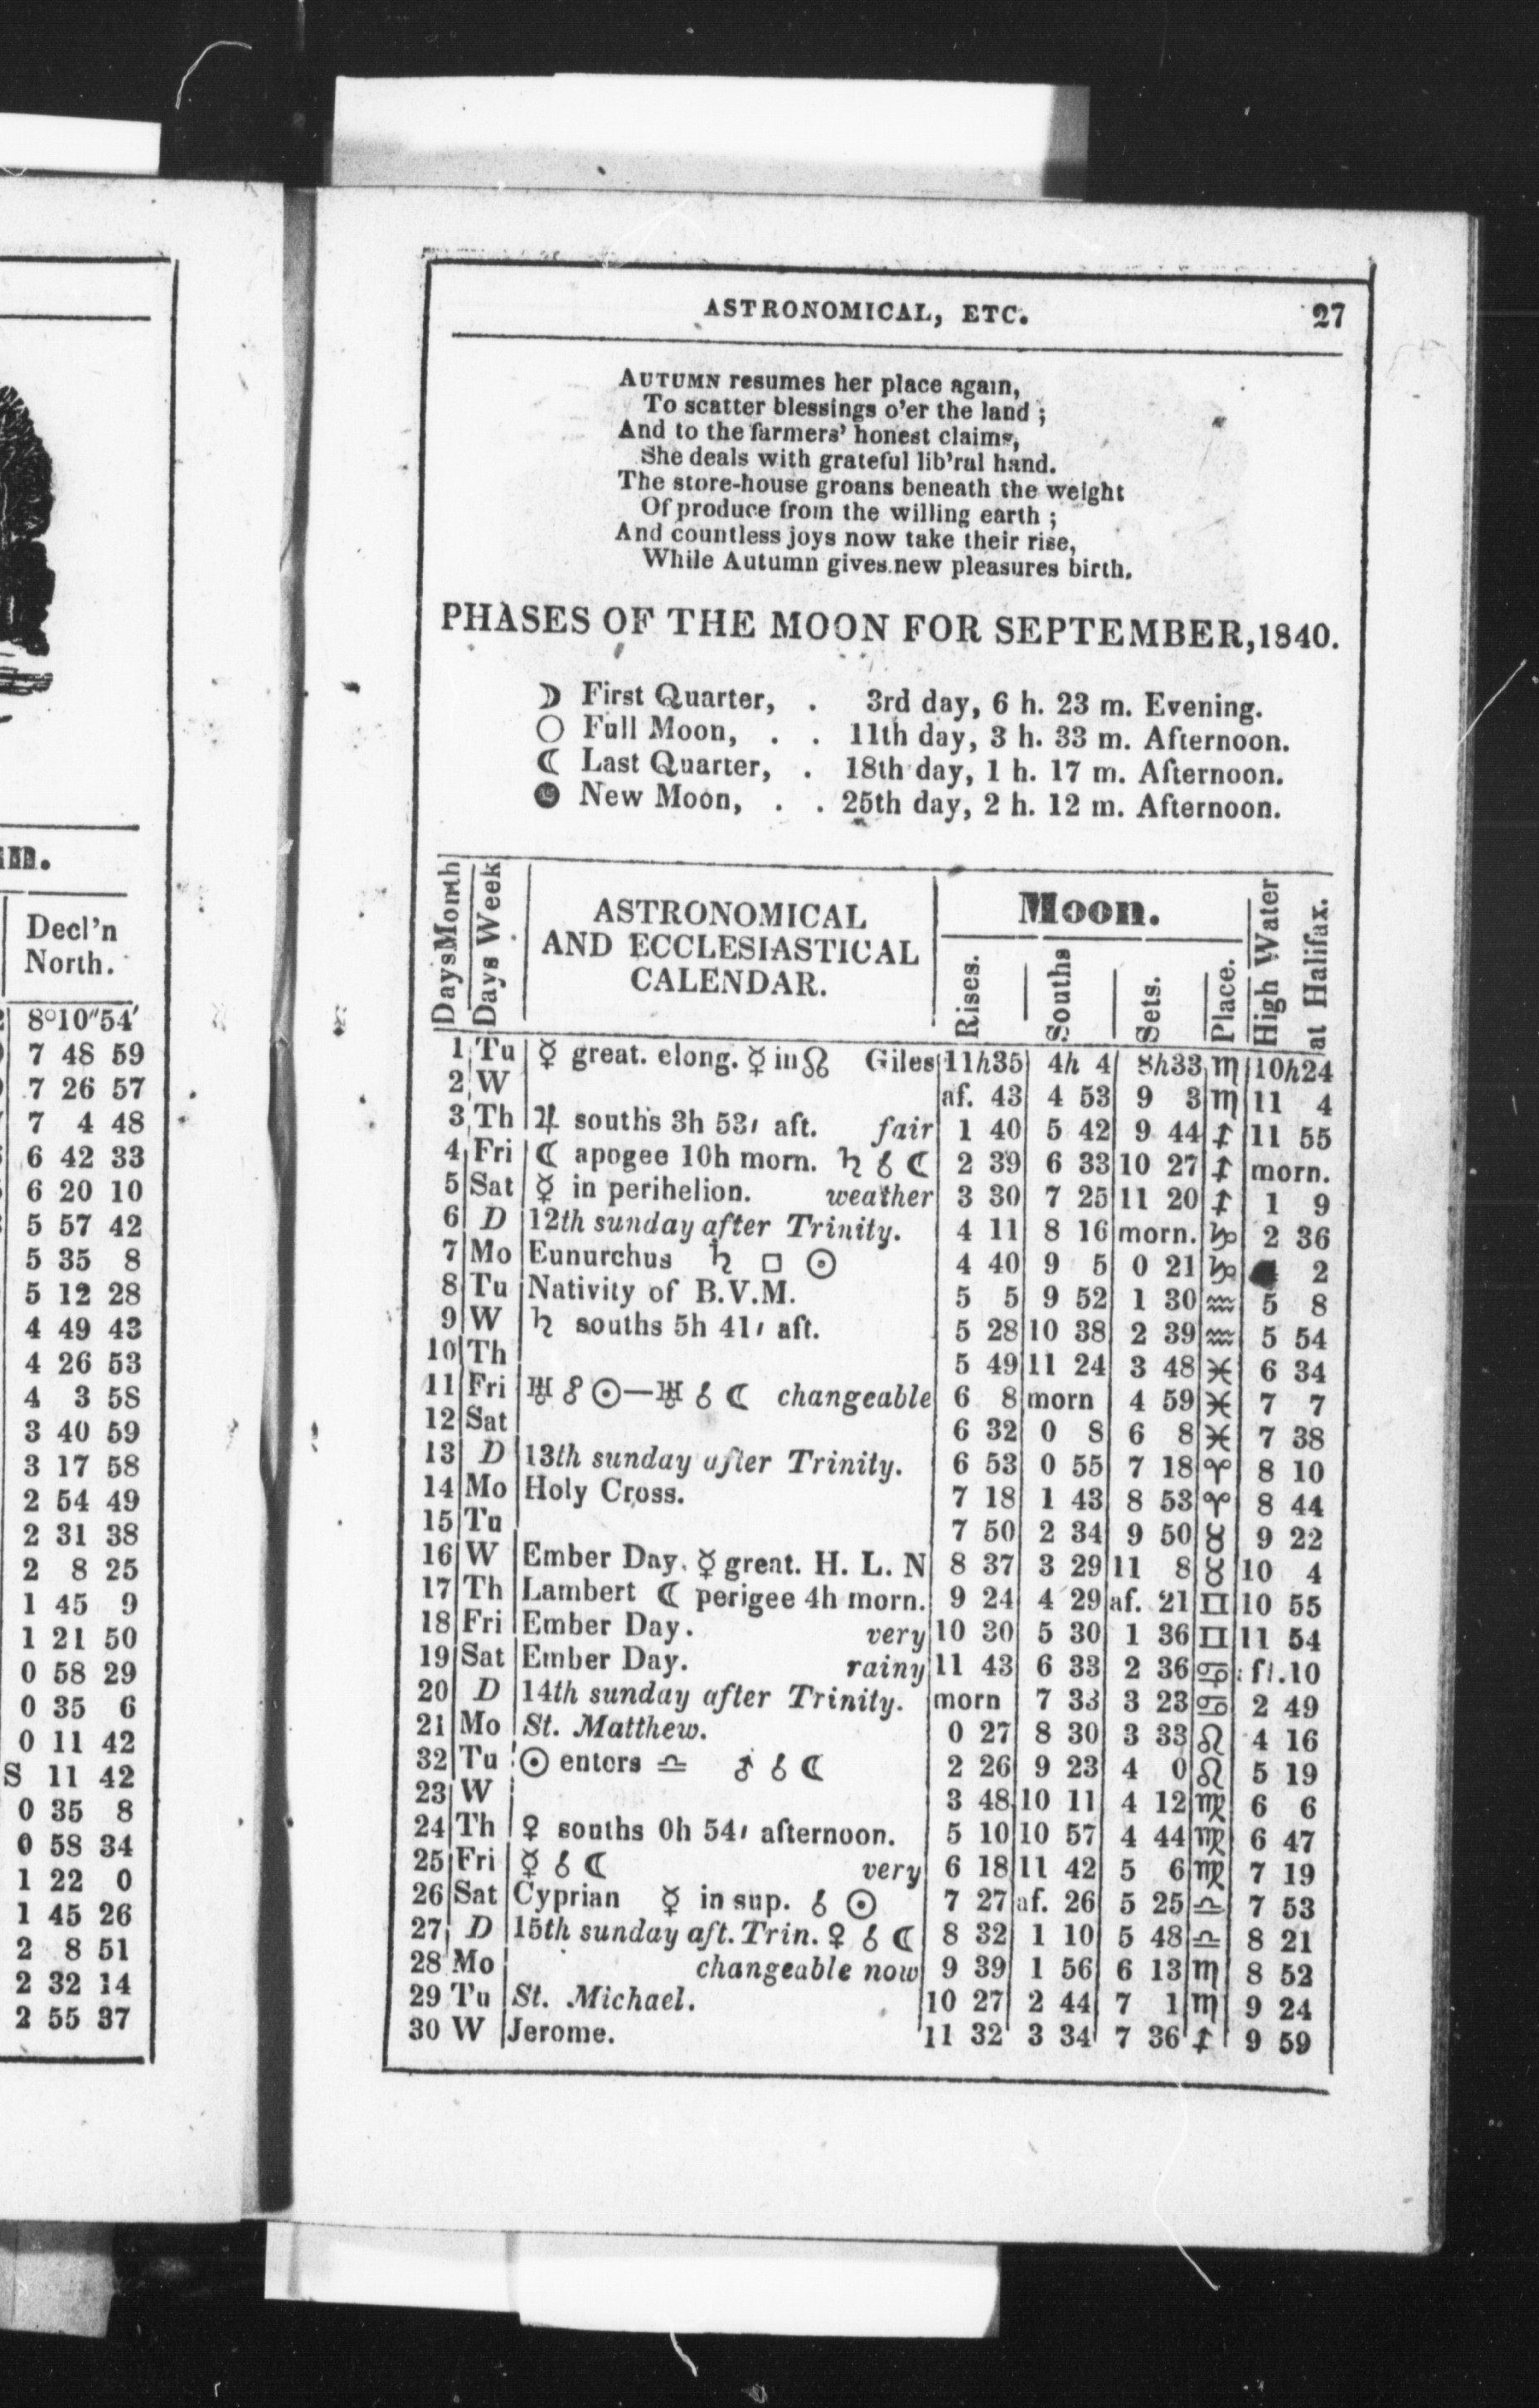 m.
Decl'n
North.
8°10″54′
7 48 59
7 26 57
7 4 48
6 42 33
6 20 10
5 57 42
5 35 8
5 12 28
4 49 43
4 26 53
4 3 58
3 40 59
3 17 58
2 54 49
2 31 38
2 8 25
1 45 9
1 21 50
0 58 29
0 35 6
0 11 42
S 11 42
0 35 8
0 58 34
1 22 0
1 45 26
2 8 51
2 32 14
2 55 37
ASTRONOMICAL, ETC. 27
AUTUMN resumes her place again,
To scatter blessings o'er the land ;
And to the farmers' honest claims,
She deals with grateful lib'ral hand.
The store-house groans beneath the weight
Of produce from the willing earth ;
And countless joys now take their rise,
While Autumn gives new pleasures birth.
PHASES OF THE MOON FOR SEPTEMBER, 1840.
☽ First Quarter, . 3rd day, 6 h. 23 m. Evening.
○ Full Moon, . . 11th day, 3 h. 33 m. Afternoon.
☾ Last Quarter, . 18th day, 1 h. 17 m. Afternoon.
● New Moon, . . 25th day, 2 h. 12 m. Afternoon.
Days Month
Days Week
ASTRONOMICAL
AND ECCLESIASTICAL
CALENDAR.
Moon.
Rises.
Souths
Sets.
Place.
High Water
at Halifax.
1 Tu ☿ great. elong. ☿ in ☊ Giles 11h35 4h 4 8h33 ♏ 10h24
2 W af. 43 4 53 9 3 ♏ 11 4
3 Th ♃ souths 3h 53′ aft. fair 1 40 5 42 9 44 ♐ 11 55
4 Fri ☾ apogee 10h morn. ♄ ☌ ☾ 2 39 6 33 10 27 ♐ morn.
5 Sat ☿ in perihelion. weather 3 30 7 25 11 20 ♐ 1 9
6 D 12th sunday after Trinity. 4 11 8 16 morn. ♑ 2 36
7 Mo Eunurchus ♄ □ ☉ 4 40 9 5 0 21 ♑ 2
8 Tu Nativity of B.V.M. 5 5 9 52 1 30 ♒ 5 8
9 W ♄ souths 5h 41′ aft. 5 28 10 38 2 39 ♒ 5 54
10 Th 5 49 11 24 3 48 ♓ 6 34
11 Fri ♅ ☍ ☉—♅ ☌ ☾ changeable 6 8 morn 4 59 ♓ 7 7
12 Sat 6 32 0 8 6 8 ♓ 7 38
13 D 13th sunday after Trinity. 6 53 0 55 7 18 ♈ 8 10
14 Mo Holy Cross. 7 18 1 43 8 53 ♈ 8 44
15 Tu 7 50 2 34 9 50 ♉ 9 22
16 W Ember Day. ☿ great. H. L. N 8 37 3 29 11 8 ♉ 10 4
17 Th Lambert ☾ perigee 4h morn. 9 24 4 29 af. 21 ♊ 10 55
18 Fri Ember Day. very 10 30 5 30 1 36 ♊ 11 54
19 Sat Ember Day. rainy 11 43 6 33 2 36 ♋ .10
20 D 14th sunday after Trinity. morn 7 33 3 23 ♋ 2 49
21 Mo St. Matthew. 0 27 8 30 3 33 ♌ 4 16
32 Tu ☉ enters ♎ ♂ ☌ ☾ 2 26 9 23 4 0 ♌ 5 19
23 W 3 48 10 11 4 12 ♍ 6 6
24 Th ♀ souths 0h 54′ afternoon. 5 10 10 57 4 44 ♍ 6 47
25 Fri ☿ ☌ ☾ very 6 18 11 42 5 6 ♍ 7 19
26 Sat Cyprian ☿ in sup. ☌ ☉ 7 27 af. 26 5 25 ♎ 7 53
27 D 15th sunday aft. Trin. ♀ ☌ ☾ 8 32 1 10 5 48 ♎ 8 21
28 Mo changeable now 9 39 1 56 6 13 ♏ 8 52
29 Tu St. Michael. 10 27 2 44 7 1 ♏ 9 24
30 W Jerome. 11 32 3 34 7 36 ♐ 9 59